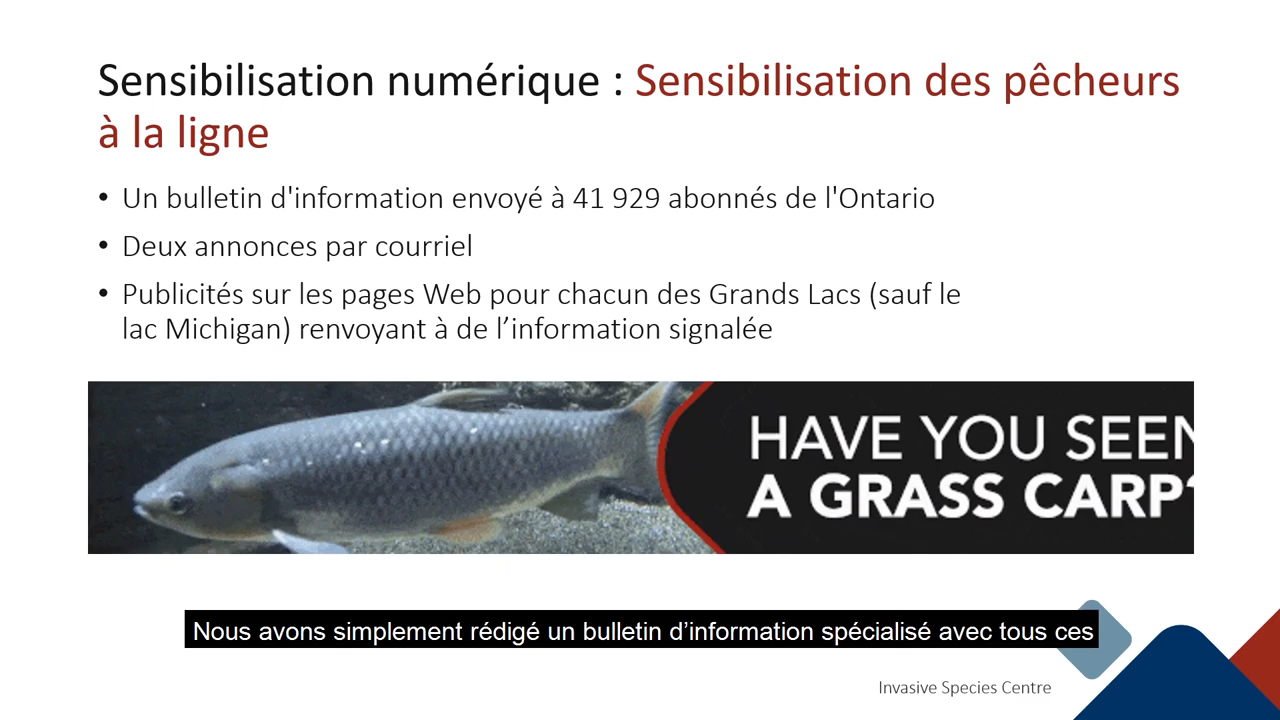 Sensibilisation numérique : Sensibilisation des pêcheurs
à la ligne
• Un bulletin d'information envoyé à 41 929 abonnés de l'Ontario
• Deux annonces par courriel
• Publicités sur les pages Web pour chacun des Grands Lacs (sauf le
lac Michigan) renvoyant à de l’information signalée
HAVE YOU SEEN
A GRASS CARP?
Nous avons simplement rédigé un bulletin d’information spécialisé avec tous ces
Invasive Species Centre